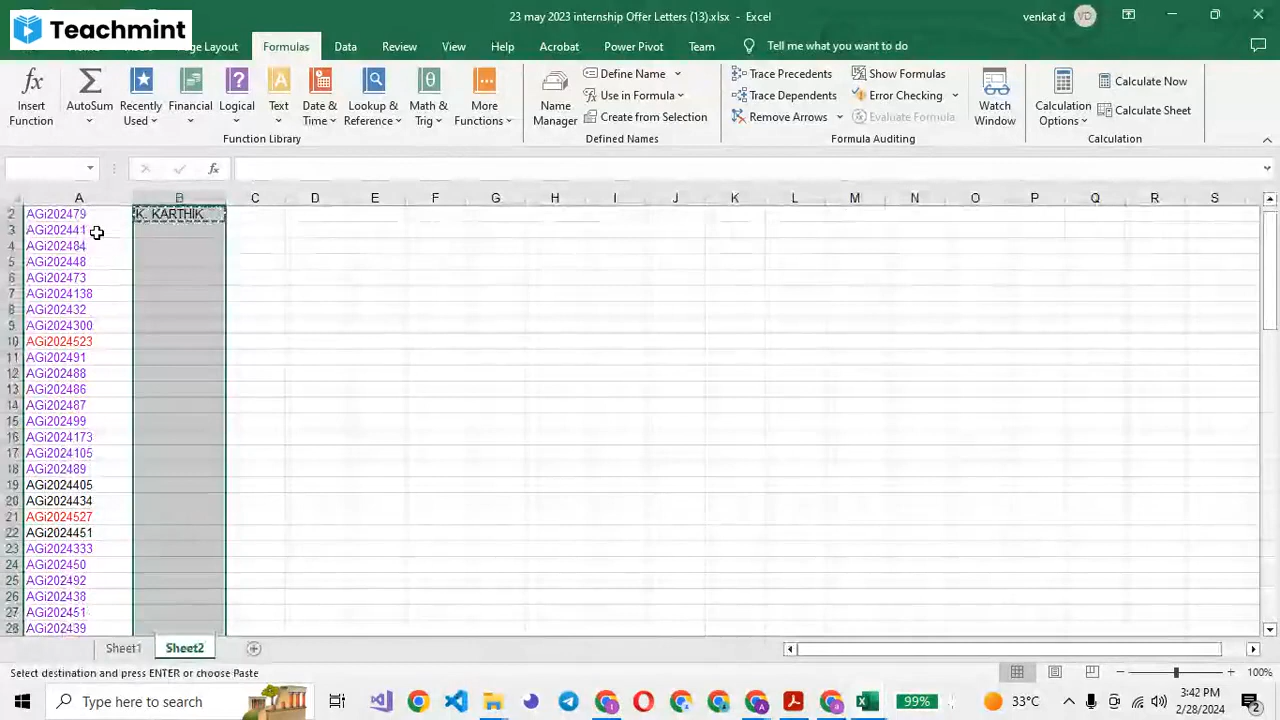 Teachmint
23 may 2023 internship Offer Letters (13).xlsx - Excel
venkat d
VD
Page Layout
Formulas
Data
Review
View
Help
Acrobat
Power Pivot
Team
Tell me what you want to do
Insert Function
AutoSum
Recently Used
Financial
Logical
Text
Date & Time
Lookup & Reference
Math & Trig
More Functions
Function Library
Name Manager
Define Name
Use in Formula
Create from Selection
Defined Names
Trace Precedents
Trace Dependents
Remove Arrows
Show Formulas
Error Checking
Evaluate Formula
Formula Auditing
Watch Window
Calculation Options
Calculate Now
Calculate Sheet
Calculation
A B C D E F G H I J K L M N O P Q R S
2 AGi202479 K. KARTHIK
3 AGi202441
4 AGi202484
5 AGi202448
6 AGi202473
7 AGi2024138
8 AGi202432
9 AGi2024300
10 AGi2024523
11 AGi202491
12 AGi202488
13 AGi202486
14 AGi202487
15 AGi202499
16 AGi2024173
17 AGi2024105
18 AGi202489
19 AGi2024405
20 AGi2024434
21 AGi2024527
22 AGi2024451
23 AGi2024333
24 AGi202450
25 AGi202492
26 AGi202438
27 AGi202451
28 AGi202439
Sheet1
Sheet2
Select destination and press ENTER or choose Paste
100%
Type here to search
99%
33°C
3:42 PM
2/28/2024
2